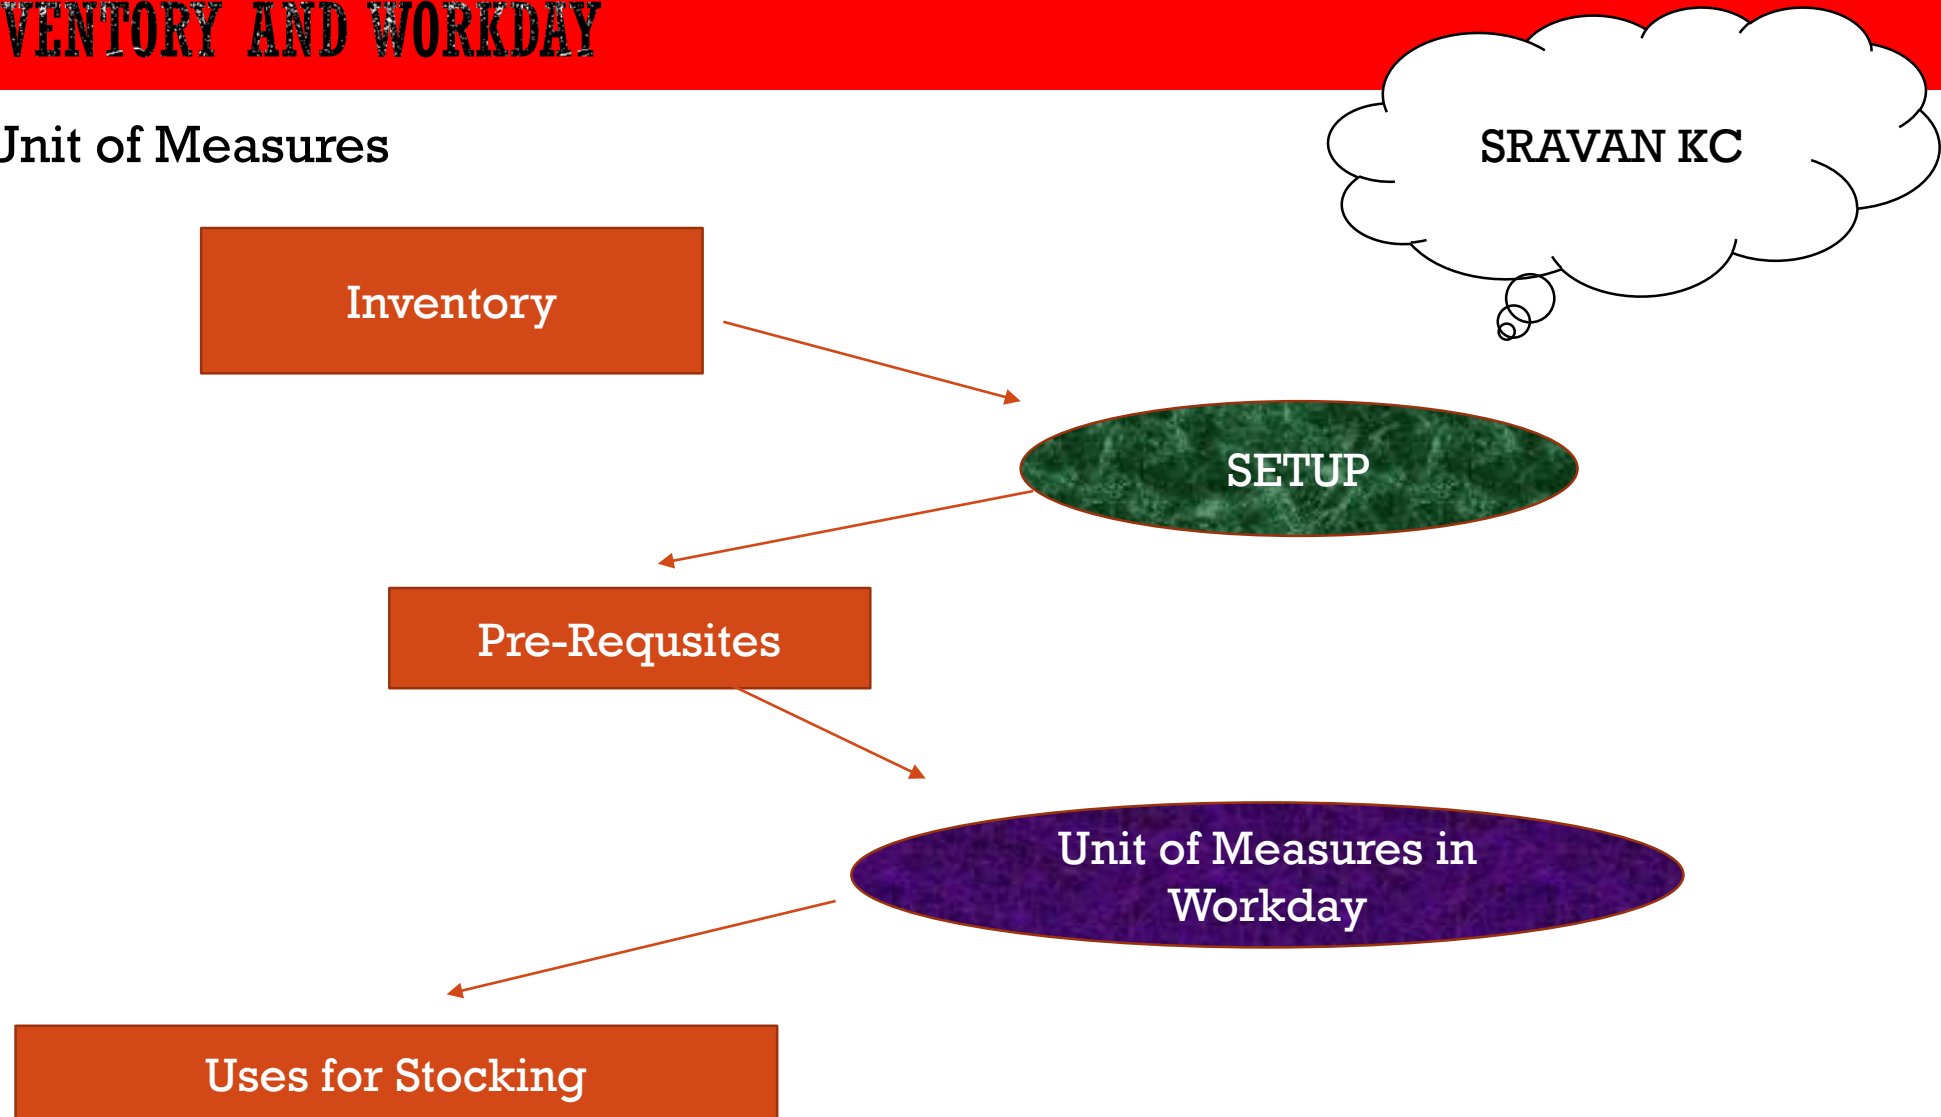 VENTORY AND WORKDAY
Unit of Measures
SRAVAN KC
Inventory
SETUP
Pre-Requsites
Unit of Measures in
Workday
Uses for Stocking